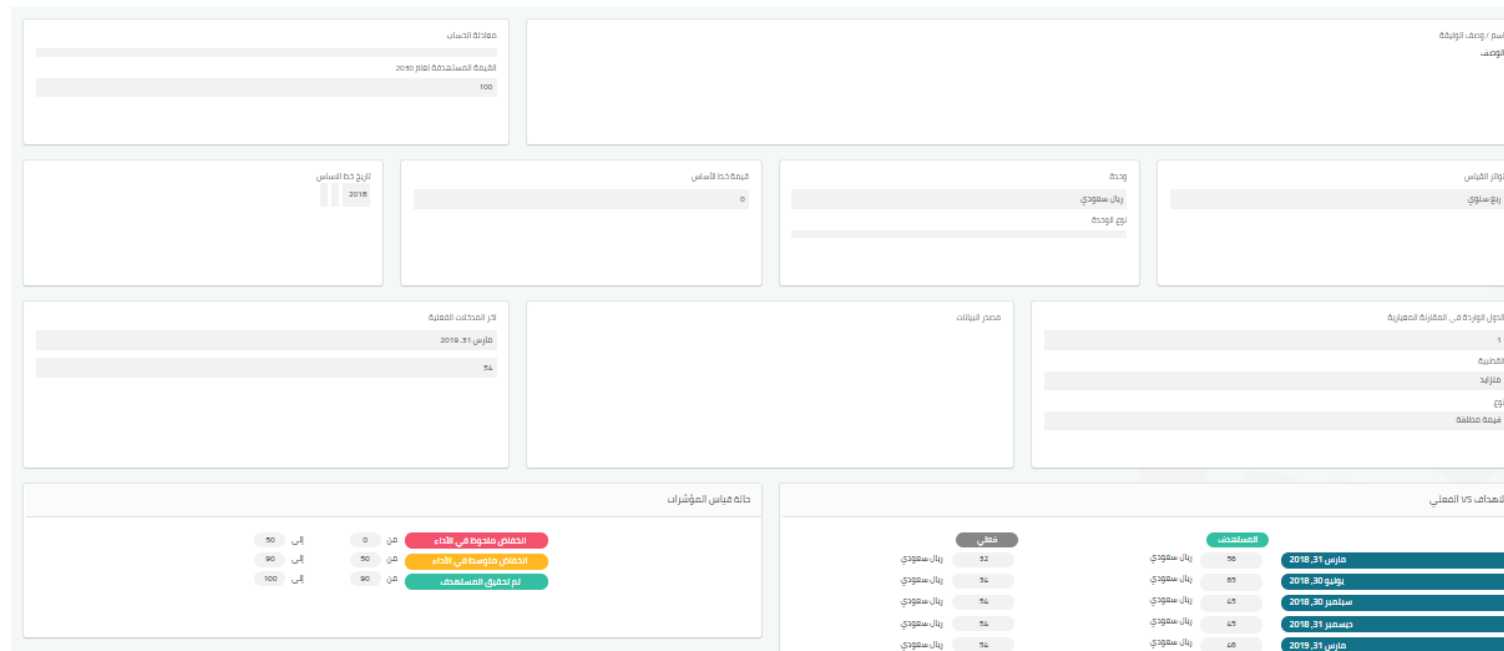 اسم / وصف الوثيقة
الوصف
معادلة الحساب
القيمة المستهدفة لعام 2030
100
تواتر القياس
ربع سنوي
وحدة
ريال سعودي
نوع الوحدة
قيمة خط الأساس
0
تاريخ خط الاساس
2018
الدول الواردة في المقارنة المعيارية
1
القطبية
متزايد
نوع
قيمة مطلقة
مصدر البيانات
اخر المدخلات الفعلية
مارس 31, 2019
54
الاهداف VS الفعلي
المستهدف فعلي
مارس 31, 2018 56 ريال سعودي 32 ريال سعودي
يونيو 30, 2018 65 ريال سعودي 34 ريال سعودي
سبتمبر 30, 2018 45 ريال سعودي 54 ريال سعودي
ديسمبر 31, 2018 45 ريال سعودي 54 ريال سعودي
مارس 31, 2019 46 ريال سعودي 54 ريال سعودي
حالة قياس المؤشرات
انخفاض ملحوظ في الأداء من 0 إلى 50
انخفاض متوسط في الأداء من 50 إلى 90
تم تحقيق المستهدف من 90 إلى 100